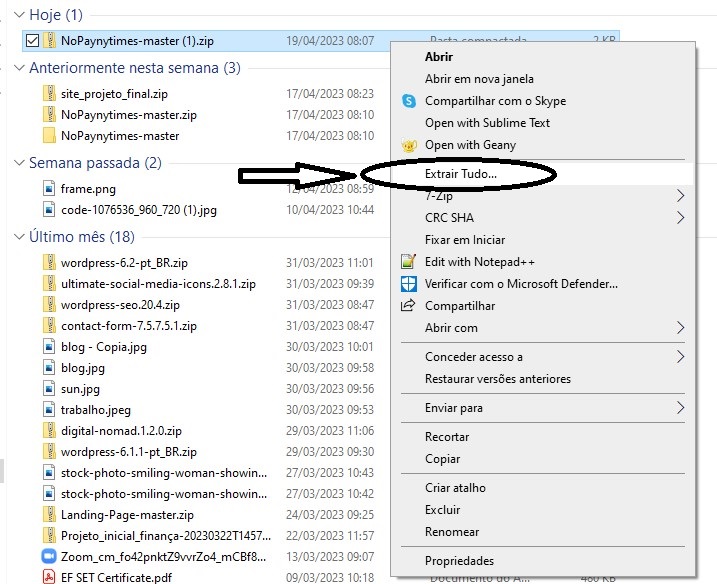 Hoje (1)
NoPaynytimes-master (1).zip 19/04/2023 08:07 Pasta compactada 2 KB
Anteriormente nesta semana (3)
site_projeto_final.zip 17/04/2023 08:23
NoPaynytimes-master.zip 17/04/2023 08:10
NoPaynytimes-master 17/04/2023 08:10
Semana passada (2)
frame.png 12/04/2023 08:59
code-1076536_960_720 (1).jpg 10/04/2023 10:44
Último mês (18)
wordpress-6.2-pt_BR.zip 31/03/2023 11:01
ultimate-social-media-icons.2.8.1.zip 31/03/2023 09:39
wordpress-seo.20.4.zip 31/03/2023 08:47
contact-form-7.5.7.5.1.zip 31/03/2023 08:47
blog - Copia.jpg 30/03/2023 10:01
blog.jpg 30/03/2023 09:58
sun.jpg 30/03/2023 09:56
trabalho.jpeg 30/03/2023 09:53
digital-nomad.1.2.0.zip 29/03/2023 11:06
wordpress-6.1.1-pt_BR.zip 29/03/2023 09:30
stock-photo-smiling-woman-showin... 27/03/2023 10:43
stock-photo-smiling-woman-showin... 27/03/2023 10:42
Landing-Page-master.zip 24/03/2023 09:25
Projeto_inicial_finança-20230322T1457... 22/03/2023 11:57
Zoom_cm_fo42pnktZ9vvrZo4_mCBf8... 13/03/2023 09:07
EF SET Certificate.pdf 09/03/2023 10:18 Documento do A... 480 KB
Abrir
Abrir em nova janela
Compartilhar com o Skype
Open with Sublime Text
Open with Geany
Extrair Tudo...
7-Zip
CRC SHA
Fixar em Iniciar
Edit with Notepad++
Verificar com o Microsoft Defender...
Compartilhar
Abrir com
Conceder acesso a
Restaurar versões anteriores
Enviar para
Recortar
Copiar
Criar atalho
Excluir
Renomear
Propriedades